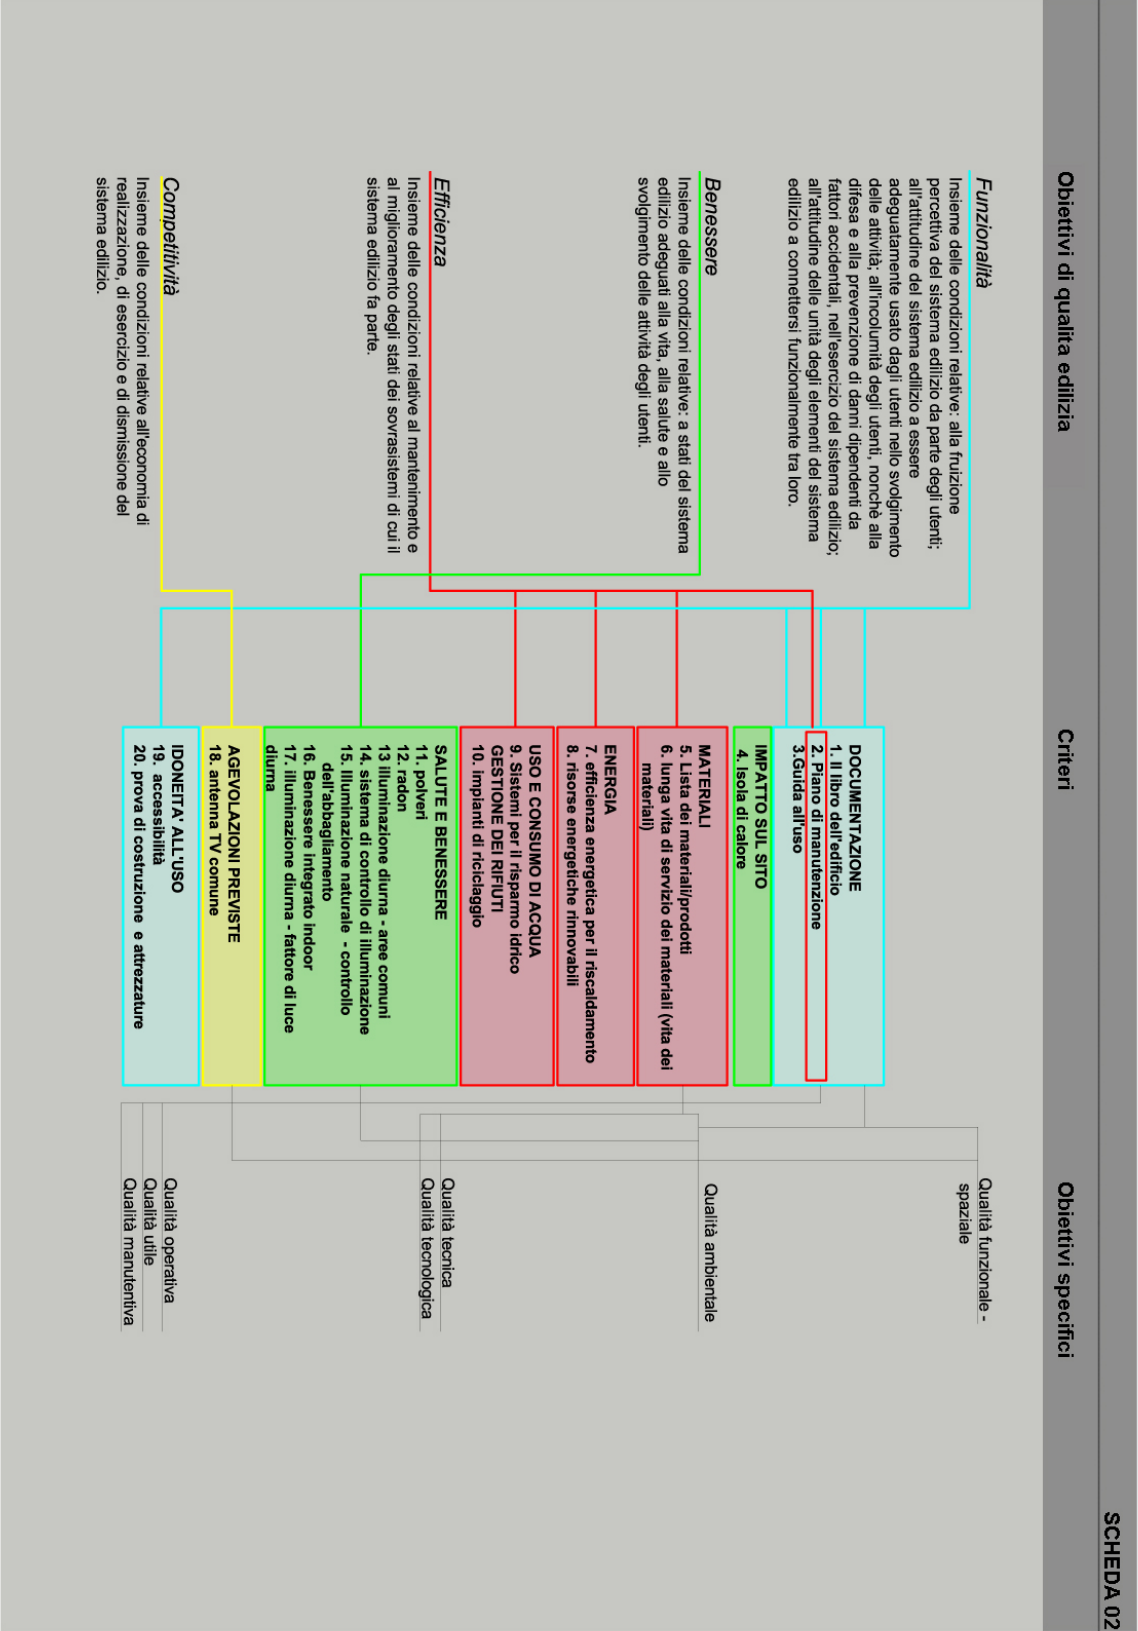 SCHEDA 02
Obiettivi di qualita edilizia
Criteri
Obiettivi specifici
Funzionalità
Insieme delle condizioni relative: alla fruizione
percettiva del sistema edilizio da parte degli utenti;
all'attitudine del sistema edilizio a essere
adeguatamente usato dagli utenti nello svolgimento
delle attività; all'incolumità degli utenti, nonchè alla
difesa e alla prevenzione di danni dipendenti da
fattori accidentali, nell'esercizio del sistema edilizio;
all'attitudine delle unità degli elementi del sistema
edilizio a connettersi funzionalmente tra loro.
Benessere
Insieme delle condizioni relative: a stati del sistema
edilizio adeguati alla vita, alla salute e allo
svolgimento delle attività degli utenti.
Efficienza
Insieme delle condizioni relative al mantenimento e
al miglioramento degli stati dei sovrasistemi di cui il
sistema edilizio fa parte.
Competitività
Insieme delle condizioni relative all'economia di
realizzazione, di esercizio e di dismissione del
sistema edilizio.
DOCUMENTAZIONE
1. Il libro dell'edificio
2. Piano di manutenzione
3.Guida all'uso
IMPATTO SUL SITO
4. Isola di calore
MATERIALI
5. Lista dei materiali/prodotti
6. lunga vita di servizio dei materiali (vita dei
materiali)
ENERGIA
7. efficienza energetica per il riscaldamento
8. risorse energetiche rinnovabili
USO E CONSUMO DI ACQUA
9. Sistemi per il risparmo idrico
GESTIONE DEI RIFIUTI
10. impianti di riciclaggio
SALUTE E BENESSERE
11. polveri
12. radon
13 illuminazione diurna - aree comuni
14. sistema di controllo di illuminazione
15. Illuminazione naturale - controllo
dell'abbagliamento
16. Benessere integrato indoor
17. illuminazione diurna - fattore di luce
diurna
AGEVOLAZIONI PREVISTE
18. antenna TV comune
IDONEITA' ALL'USO
19. accessibilità
20. prova di costruzione e attrezzature
Qualità funzionale -
spaziale
Qualità ambientale
Qualità tecnica
Qualità tecnologica
Qualità operativa
Qualità utile
Qualità manutentiva